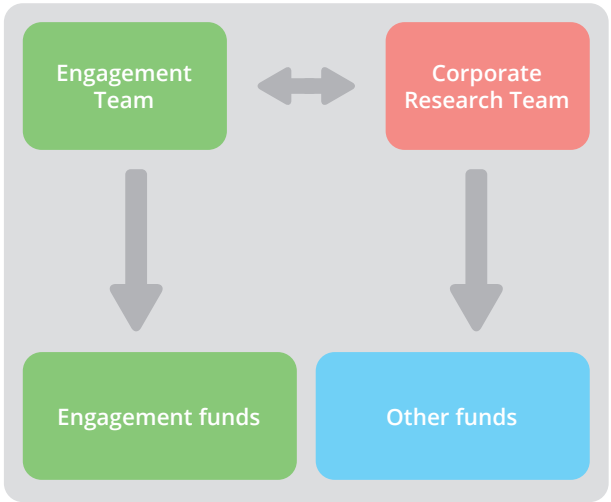 Engagement
Team
Corporate
Research Team
Engagement funds
Other funds